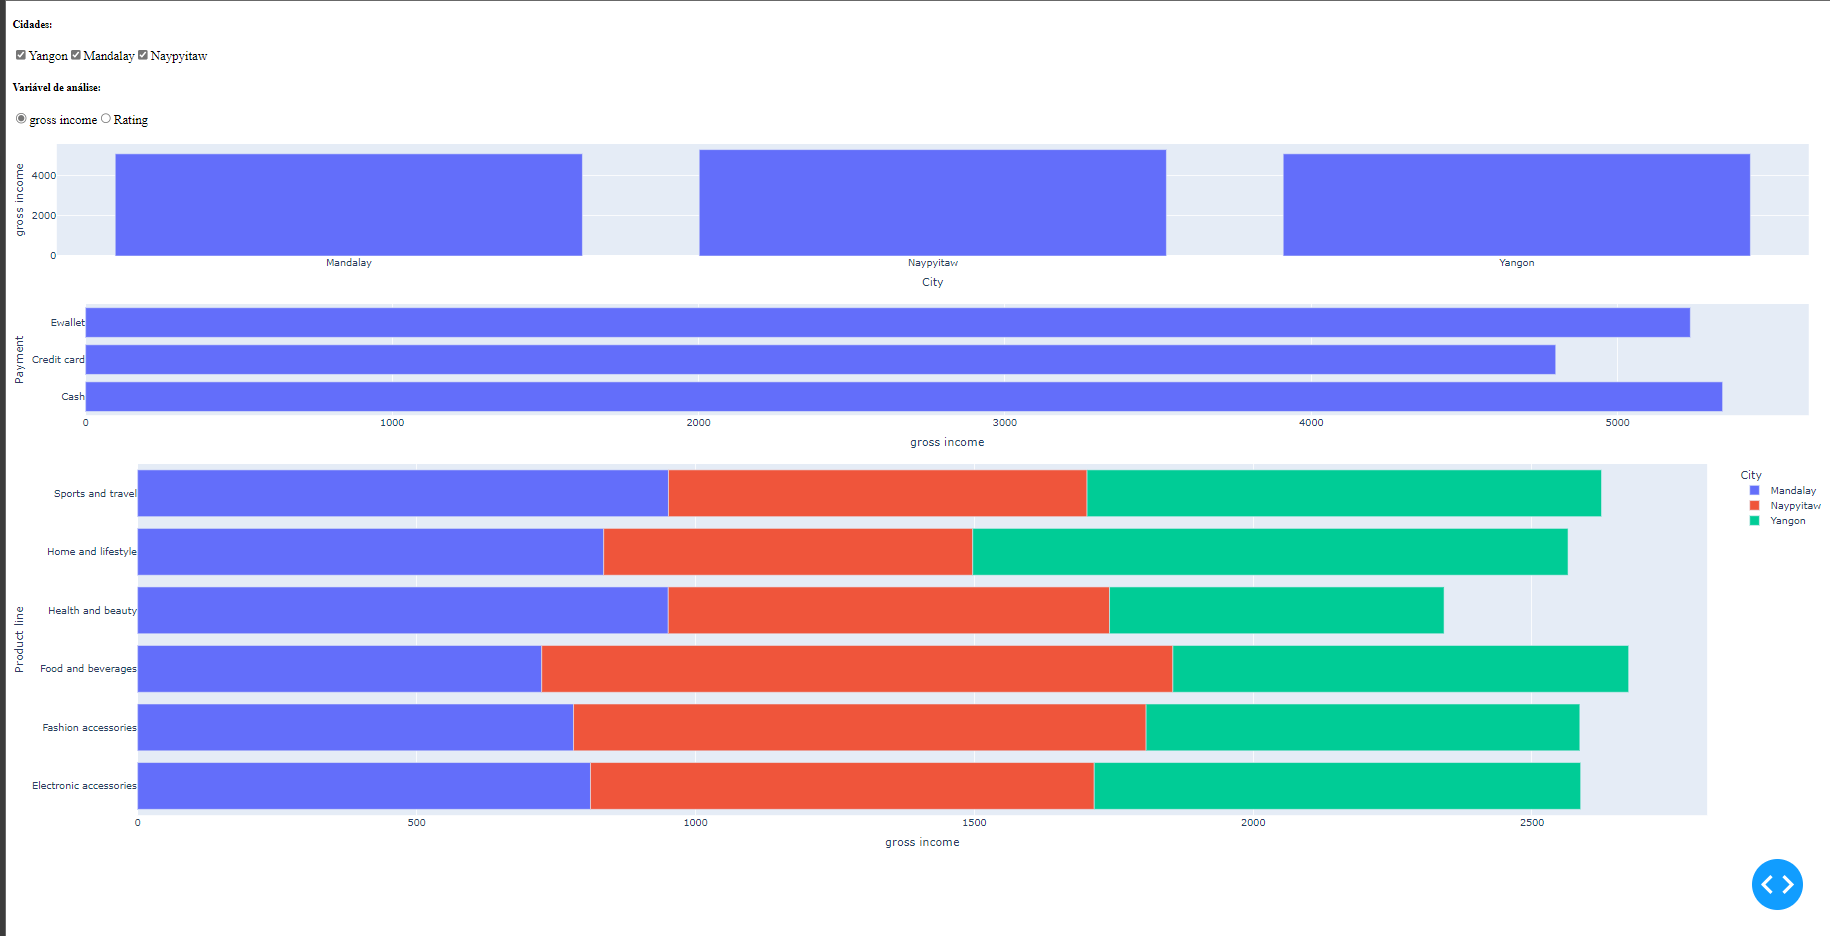 Cidades:
Yangon Mandalay Naypyitaw
Variável de análise:
gross income Rating
gross income
4000
2000
0
Mandalay Naypyitaw Yangon
City
Payment
Ewallet
Credit card
Cash
0 1000 2000 3000 4000 5000
gross income
Product line
Sports and travel
Home and lifestyle
Health and beauty
Food and beverages
Fashion accessories
Electronic accessories
0 500 1000 1500 2000 2500
gross income
City
Mandalay
Naypyitaw
Yangon